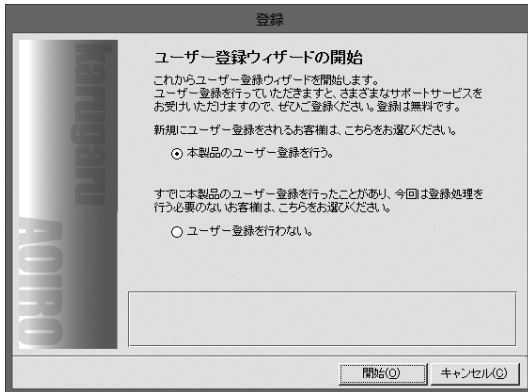 登録
ユーザー登録ウィザードの開始
これからユーザー登録ウィザードを開始します。
ユーザー登録を行っていただきますと、さまざまなサポートサービスを
お受けいただけますので、ぜひご登録ください。登録は無料です。
新規にユーザー登録をされるお客様は、こちらをお選びください。
本製品のユーザー登録を行う。
すでに本製品のユーザー登録を行ったことがあり、今回は登録処理を
行う必要のないお客様は、こちらをお選びください。
ユーザー登録を行わない。
karugaru
AOIRO
開始(O)
キャンセル(C)